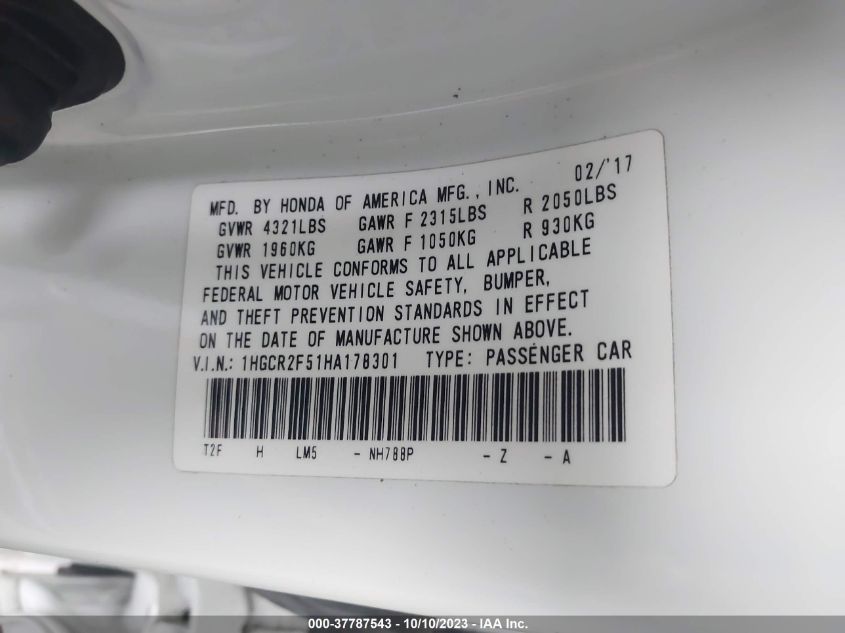 MFD. BY HONDA OF AMERICA MFG., INC. 02/'17
GVWR 4321LBS GAWR F 2315LBS R 2050LBS
GVWR 1960KG GAWR F 1050KG R 930KG
THIS VEHICLE CONFORMS TO ALL APPLICABLE
FEDERAL MOTOR VEHICLE SAFETY, BUMPER,
AND THEFT PREVENTION STANDARDS IN EFFECT
ON THE DATE OF MANUFACTURE SHOWN ABOVE.
V.I.N.: 1HGCR2F51HA178301 TYPE: PASSENGER CAR
T2F H LM5 - NH788P - Z - A
000-37787543 - 10/10/2023 - IAA Inc.